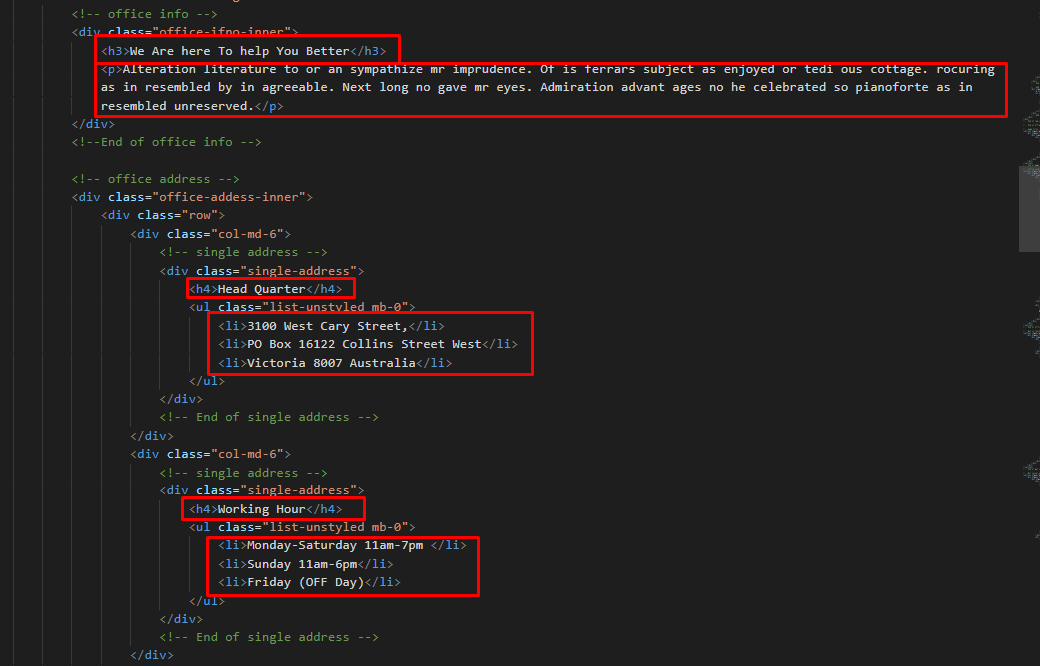 <!-- office info -->
<div class="office-ifno-inner">
<h3>We Are here To help You Better</h3>
<p>Alteration literature to or an sympathize mr imprudence. Of is ferrars subject as enjoyed or tedi ous cottage. rocuring
as in resembled by in agreeable. Next long no gave mr eyes. Admiration advant ages no he celebrated so pianoforte as in
resembled unreserved.</p>
</div>
<!--End of office info -->
<!-- office address -->
<div class="office-addess-inner">
<div class="row">
<div class="col-md-6">
<!-- single address -->
<div class="single-address">
<h4>Head Quarter</h4>
<ul class="list-unstyled mb-0">
<li>3100 West Cary Street,</li>
<li>PO Box 16122 Collins Street West</li>
<li>Victoria 8007 Australia</li>
</ul>
</div>
<!-- End of single address -->
</div>
<div class="col-md-6">
<!-- single address -->
<div class="single-address">
<h4>Working Hour</h4>
<ul class="list-unstyled mb-0">
<li>Monday-Saturday 11am-7pm </li>
<li>Sunday 11am-6pm</li>
<li>Friday (OFF Day)</li>
</ul>
</div>
<!-- End of single address -->
</div>